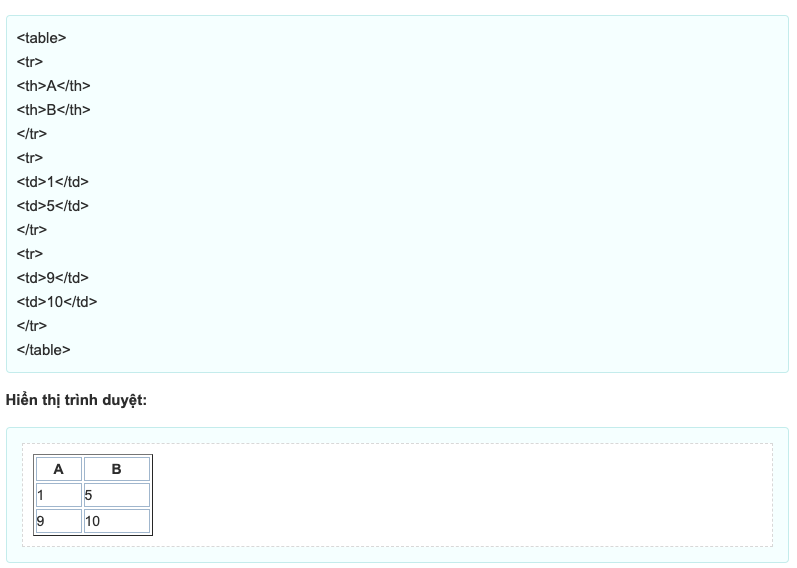 <table>
<tr>
<th>A</th>
<th>B</th>
</tr>
<tr>
<td>1</td>
<td>5</td>
</tr>
<tr>
<td>9</td>
<td>10</td>
</tr>
</table>
Hiển thị trình duyệt:
A B
1 5
9 10